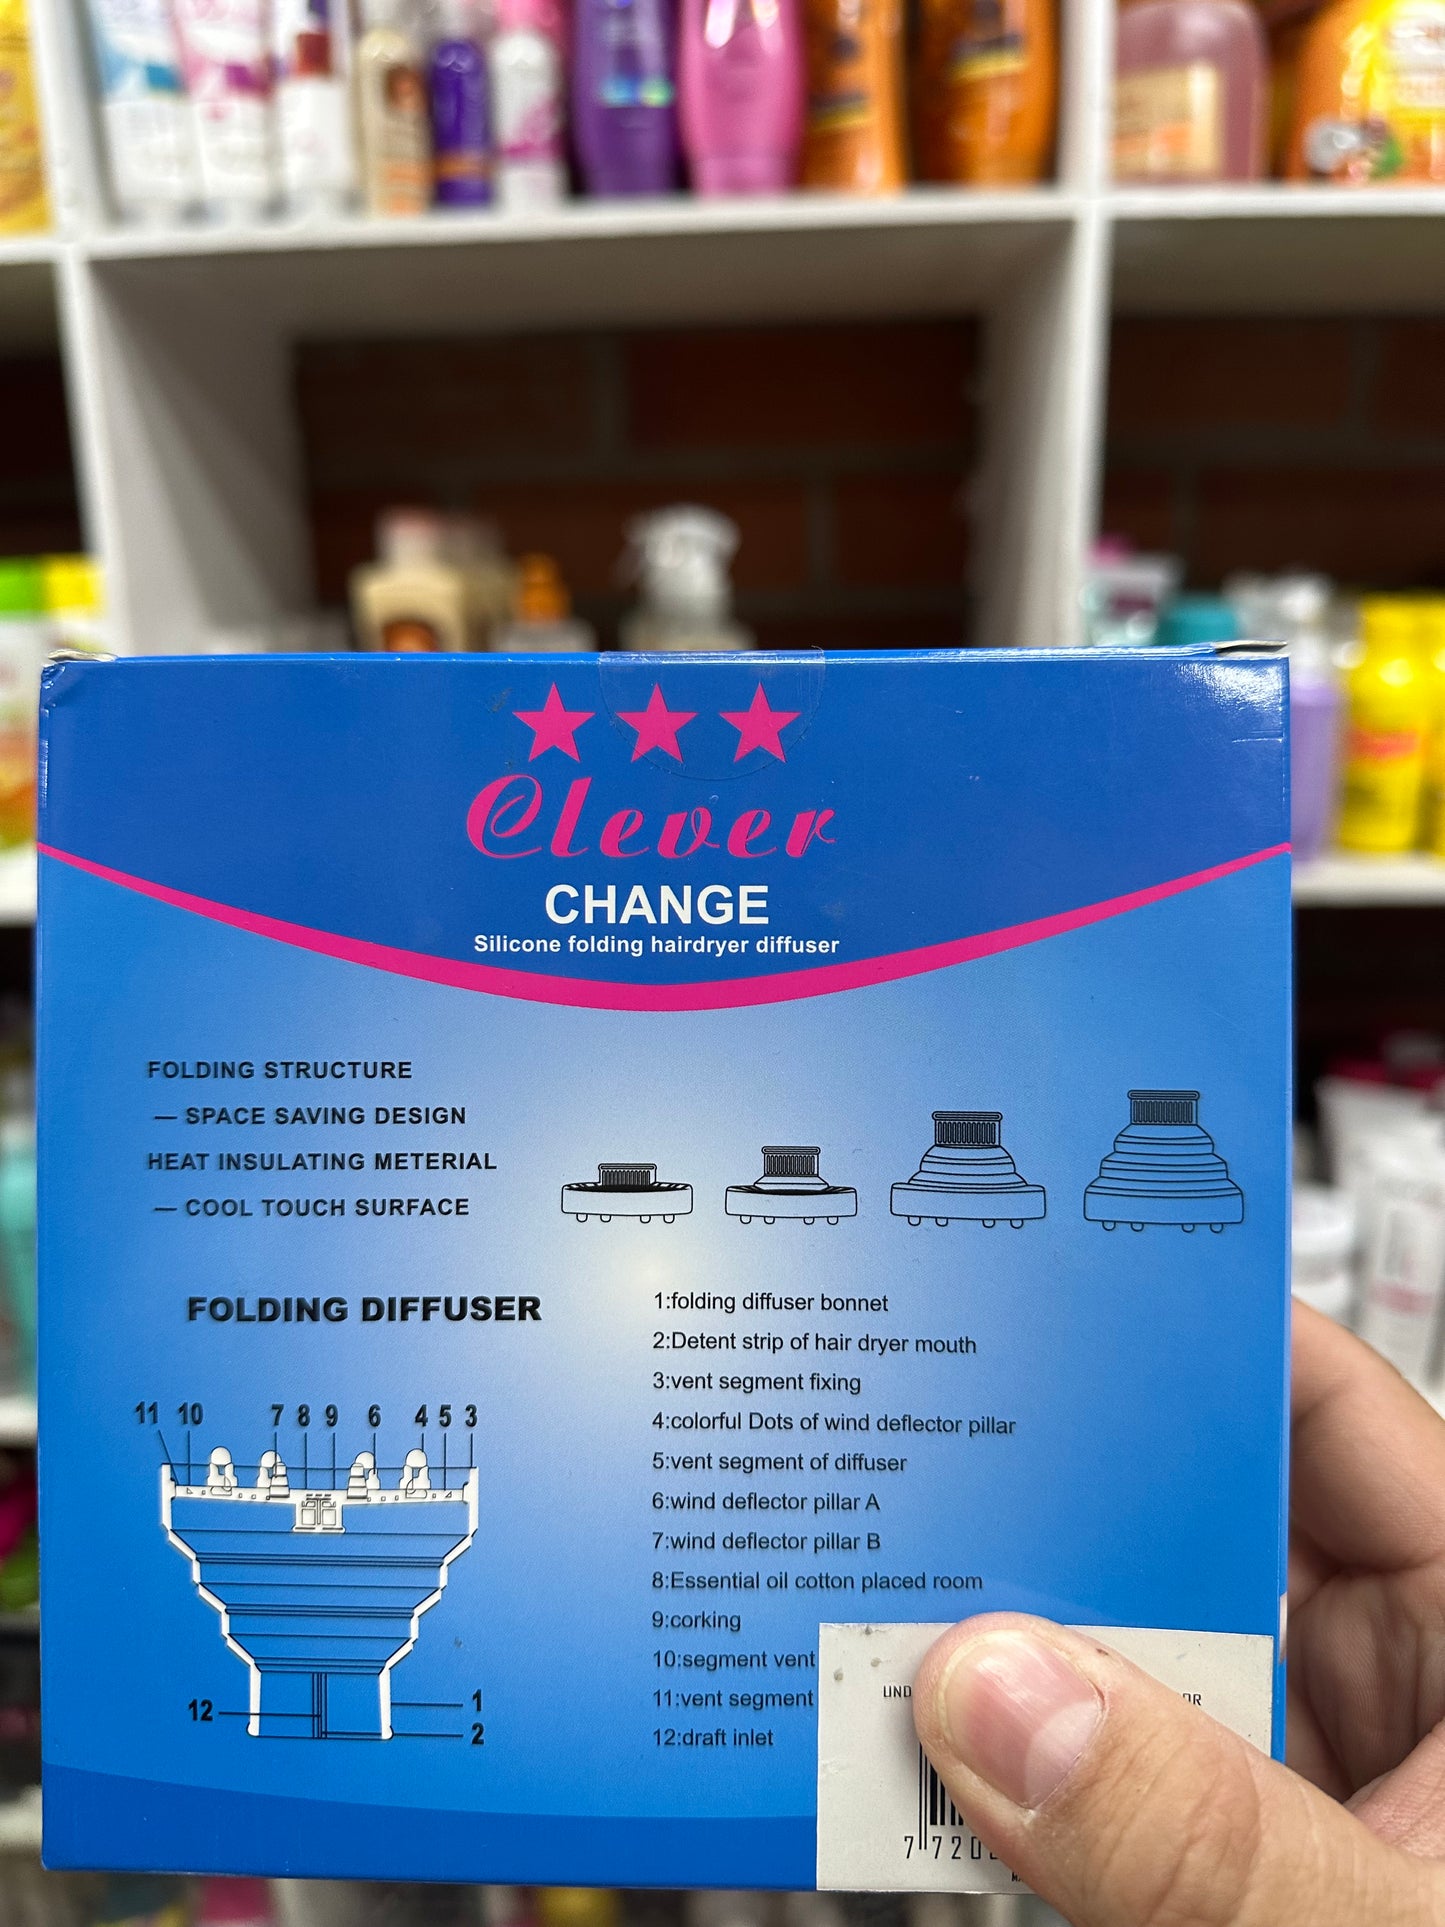 Clever
CHANGE
Silicone folding hairdryer diffuser
FOLDING STRUCTURE
— SPACE SAVING DESIGN
HEAT INSULATING METERIAL
— COOL TOUCH SURFACE
FOLDING DIFFUSER
11 10 7 8 9 6 4 5 3
12
1
2
1:folding diffuser bonnet
2:Detent strip of hair dryer mouth
3:vent segment fixing
4:colorful Dots of wind deflector pillar
5:vent segment of diffuser
6:wind deflector pillar A
7:wind deflector pillar B
8:Essential oil cotton placed room
9:corking
10:segment vent
11:vent segment
12:draft inlet
7 720